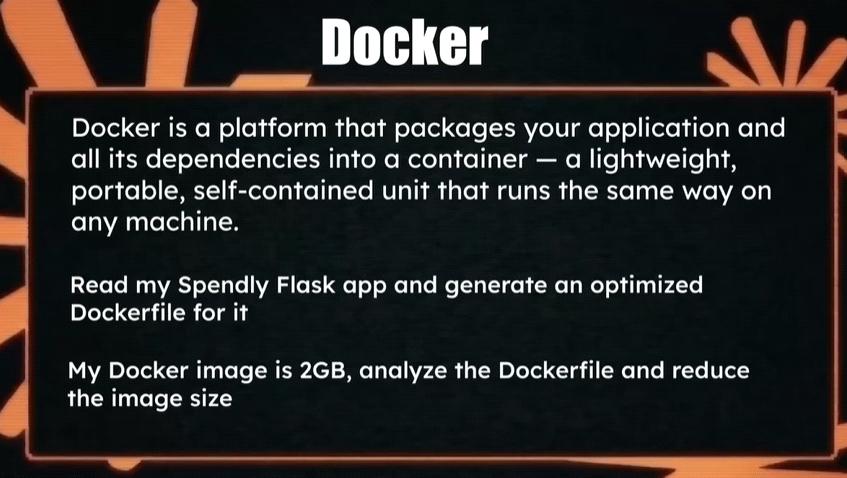 Docker
Docker is a platform that packages your application and
all its dependencies into a container — a lightweight,
portable, self-contained unit that runs the same way on
any machine.
Read my Spendly Flask app and generate an optimized
Dockerfile for it
My Docker image is 2GB, analyze the Dockerfile and reduce
the image size